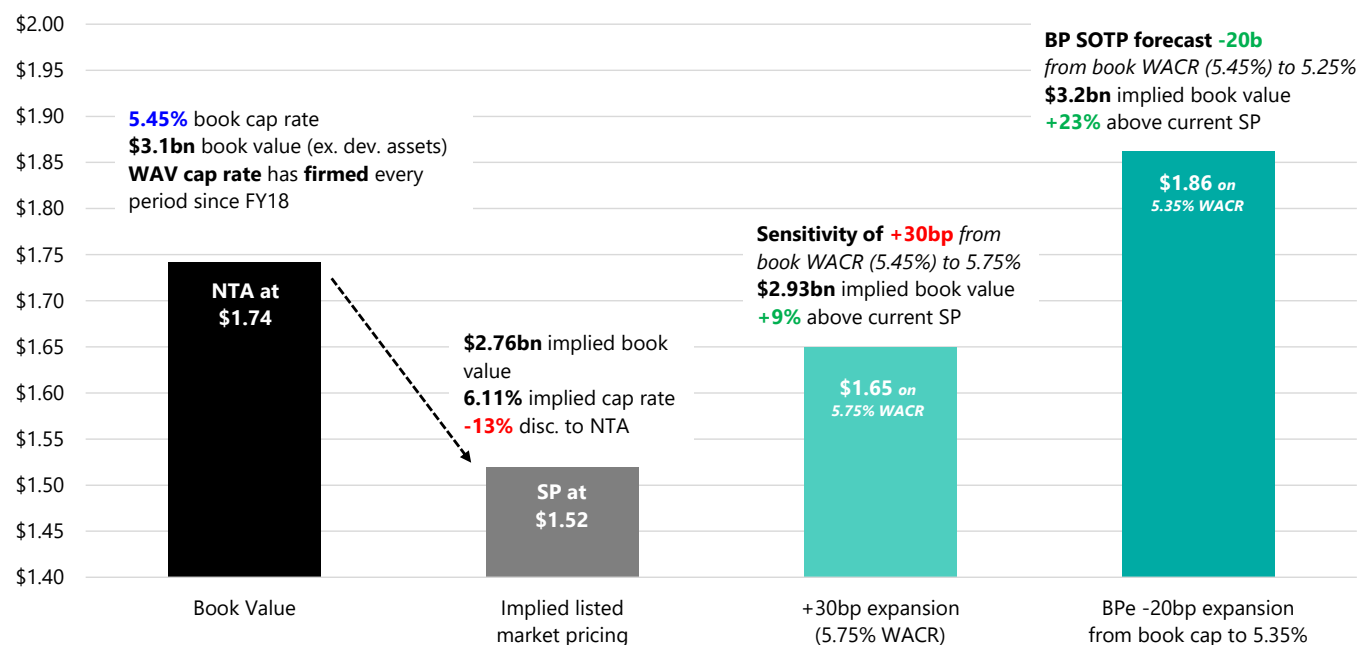 $2.00
$1.95
$1.90
$1.85
$1.80
$1.75
$1.70
$1.65
$1.60
$1.55
$1.50
$1.45
$1.40
5.45% book cap rate
$3.1bn book value (ex. dev. assets)
WAV cap rate has firmed every
period since FY18
NTA at
$1.74
$2.76bn implied book
value
6.11% implied cap rate
-13% disc. to NTA
SP at
$1.52
Sensitivity of +30bp from
book WACR (5.45%) to 5.75%
$2.93bn implied book value
+9% above current SP
$1.65 on
5.75% WACR
BP SOTP forecast -20b
from book WACR (5.45%) to 5.25%
$3.2bn implied book value
+23% above current SP
$1.86 on
5.35% WACR
Book Value
Implied listed
market pricing
+30bp expansion
(5.75% WACR)
BPe -20bp expansion
from book cap to 5.35%